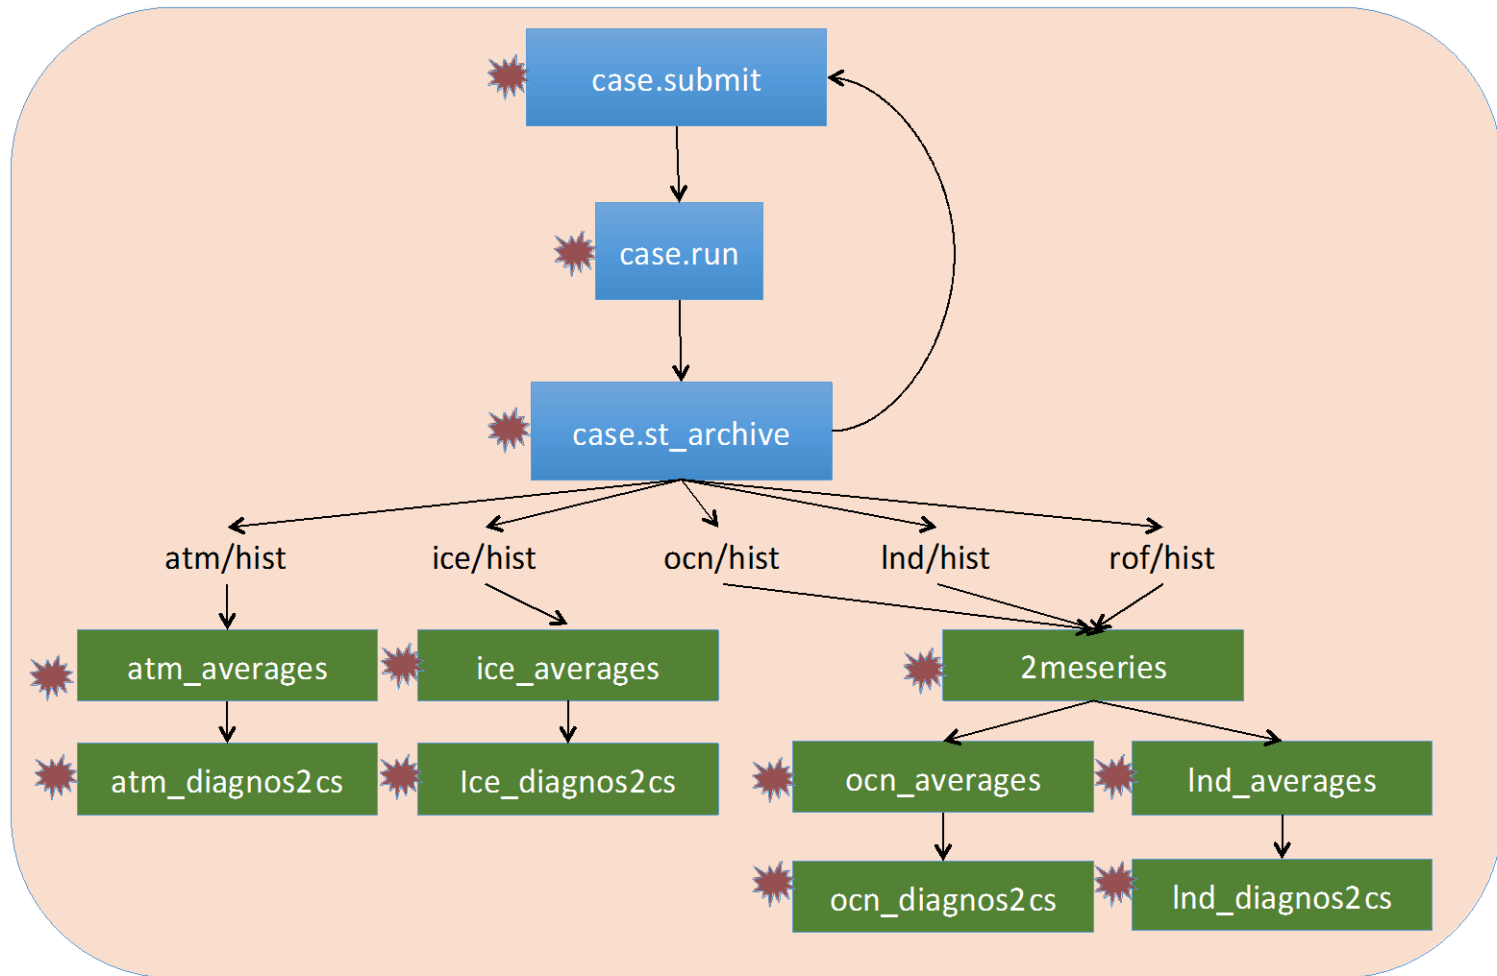 case.submit
case.run
case.st_archive
atm/hist
ice/hist
ocn/hist
lnd/hist
rof/hist
atm_averages
ice_averages
2meseries
atm_diagnos2cs
Ice_diagnos2cs
ocn_averages
lnd_averages
ocn_diagnos2cs
lnd_diagnos2cs